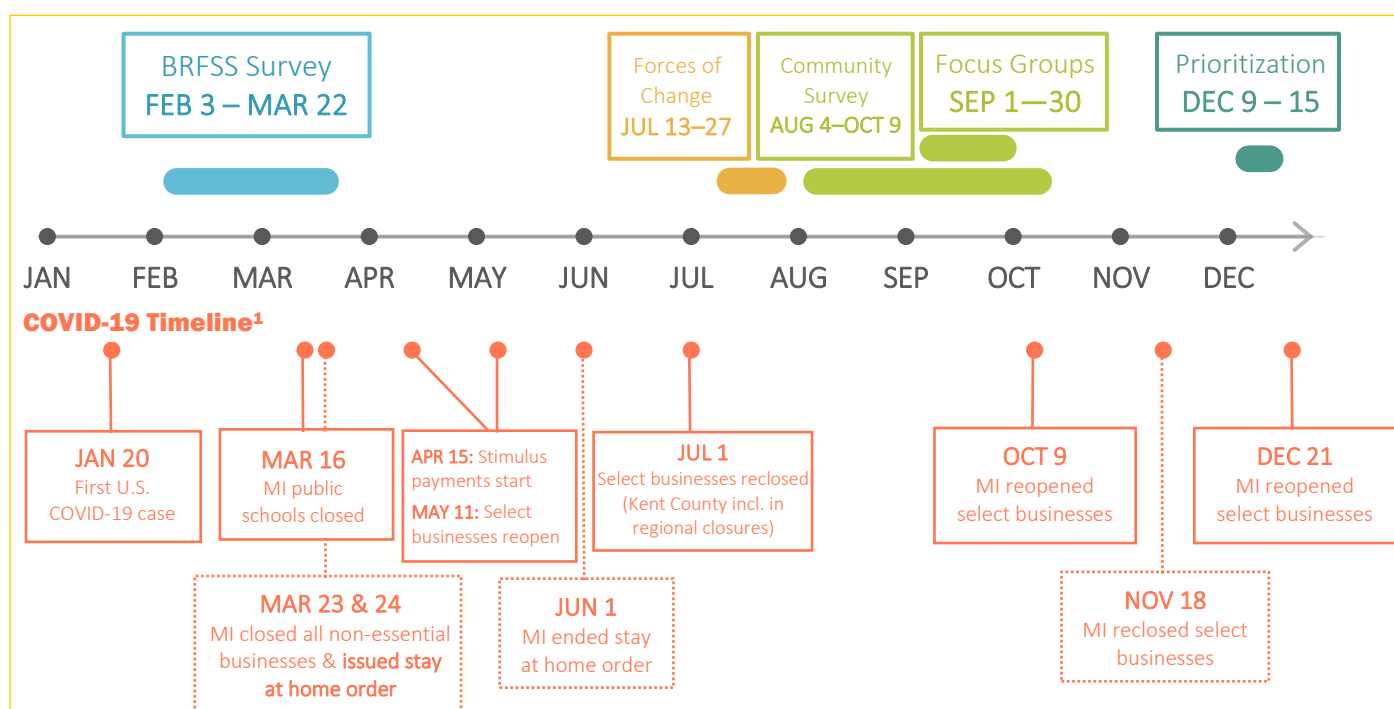 BRFSS Survey
FEB 3 – MAR 22
Forces of
Change
JUL 13–27
Community
Survey
AUG 4–OCT 9
Focus Groups
SEP 1—30
Prioritization
DEC 9 – 15
JAN FEB MAR APR MAY JUN JUL AUG SEP OCT NOV DEC
COVID-19 Timeline¹
JAN 20
First U.S.
COVID-19 case
MAR 16
MI public
schools closed
APR 15: Stimulus
payments start
MAY 11: Select
businesses reopen
JUL 1
Select businesses reclosed
(Kent County incl. in
regional closures)
OCT 9
MI reopened
select businesses
DEC 21
MI reopened
select businesses
MAR 23 & 24
MI closed all non-essential
businesses & issued stay
at home order
JUN 1
MI ended stay
at home order
NOV 18
MI reclosed select
businesses